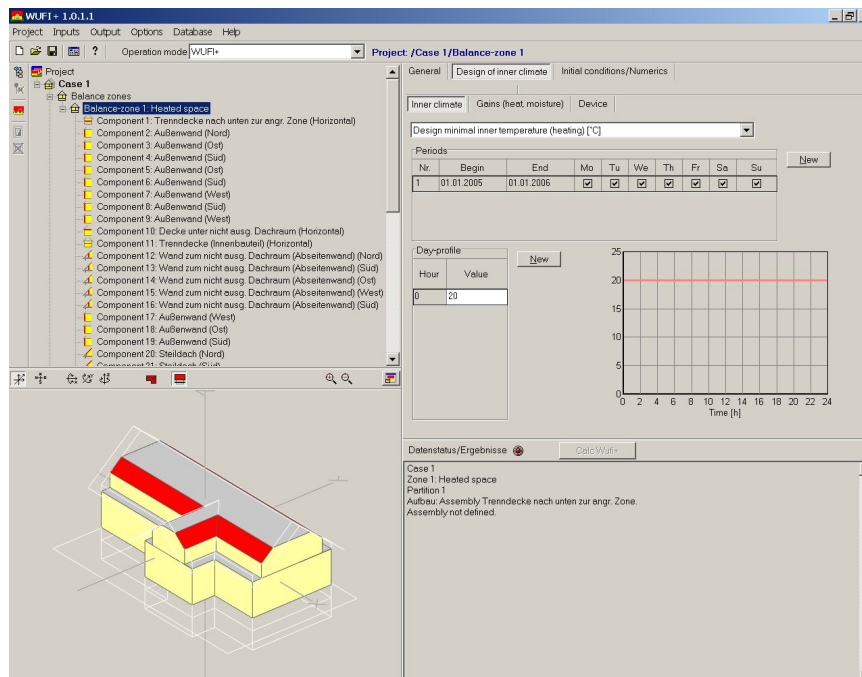 WUFI+ 1.0.1.1
Project Inputs Output Options Database Help
? Operation mode WUFI+ Project: /Case 1/Balance-zone 1
Project
Case 1
Balance zones
Balance-zone 1: Heated space
Component 1: Trenndecke nach unten zur angr. Zone (Horizontal)
Component 2: Außenwand (Nord)
Component 3: Außenwand (Ost)
Component 4: Außenwand (Süd)
Component 5: Außenwand (Ost)
Component 6: Außenwand (Süd)
Component 7: Außenwand (West)
Component 8: Außenwand (Süd)
Component 9: Außenwand (West)
Component 10: Decke unter nicht ausg. Dachraum (Horizontal)
Component 11: Trenndecke (Innenbauteil) (Horizontal)
Component 12: Wand zum nicht ausg. Dachraum (Abseitenwand) (Nord)
Component 13: Wand zum nicht ausg. Dachraum (Abseitenwand) (Süd)
Component 14: Wand zum nicht ausg. Dachraum (Abseitenwand) (Ost)
Component 15: Wand zum nicht ausg. Dachraum (Abseitenwand) (West)
Component 16: Wand zum nicht ausg. Dachraum (Abseitenwand) (Süd)
Component 17: Außenwand (West)
Component 18: Außenwand (Ost)
Component 19: Außenwand (Süd)
Component 20: Steildach (Nord)
Component 21: Steildach (Süd)
General Design of inner climate Initial conditions/Numerics
Inner climate Gains (heat, moisture) Device
Design minimal inner temperature (heating) [°C]
Periods
Nr. Begin End Mo Tu We Th Fr Sa Su
1 01.01.2005 01.01.2006
New
Day-profile
New
Hour Value
0 20
25
20
15
10
5
0
0 2 4 6 8 10 12 14 16 18 20 22 24
Time [h]
Datenstatus/Ergebnisse Calc Wufi+
Case 1
Zone 1: Heated space
Partition 1
Aufbau: Assembly Trenndecke nach unten zur angr. Zone.
Assembly not defined.